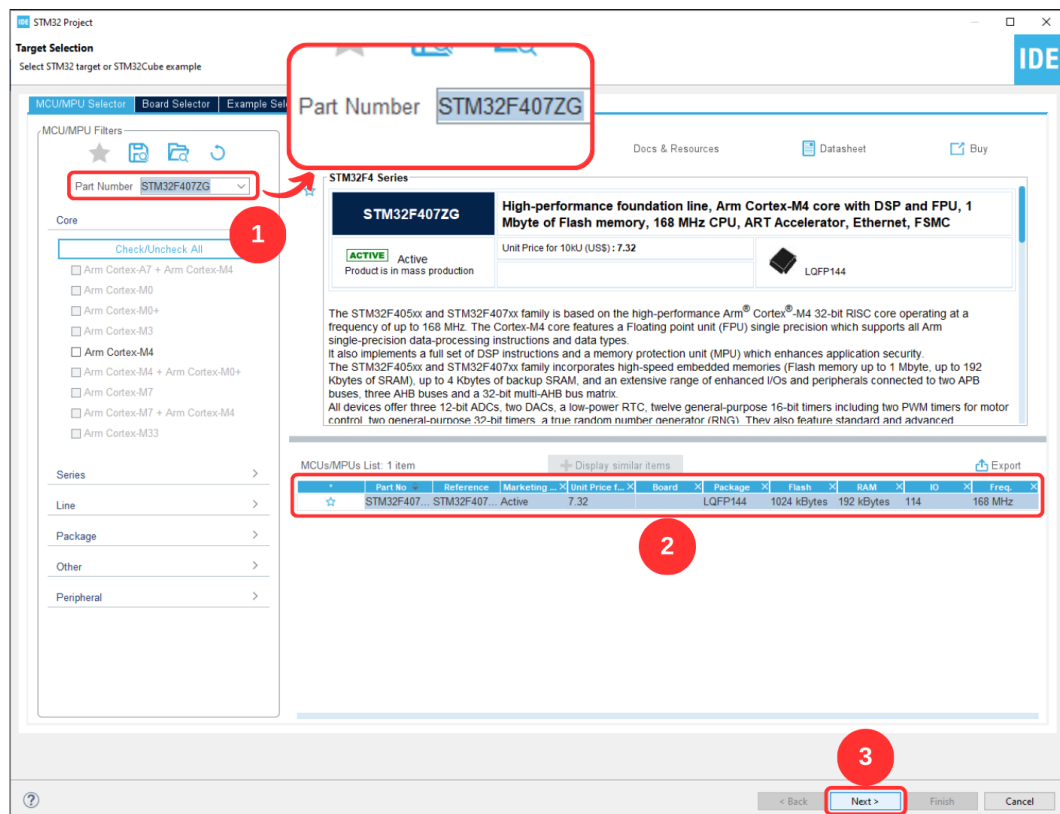 IDE STM32 Project
Target Selection
Select STM32 target or STM32Cube example
IDE
MCU/MPU Selector Board Selector Example Sel
Part Number STM32F407ZG
MCU/MPU Filters
Part Number STM32F407ZG
1
Core
Check/Uncheck All
Arm Cortex-A7 + Arm Cortex-M4
Arm Cortex-M0
Arm Cortex-M0+
Arm Cortex-M3
Arm Cortex-M4
Arm Cortex-M4 + Arm Cortex-M0+
Arm Cortex-M7
Arm Cortex-M7 + Arm Cortex-M4
Arm Cortex-M33
Series
Line
Package
Other
Peripheral
Docs & Resources Datasheet Buy
STM32F4 Series
STM32F407ZG
High-performance foundation line, Arm Cortex-M4 core with DSP and FPU, 1
Mbyte of Flash memory, 168 MHz CPU, ART Accelerator, Ethernet, FSMC
ACTIVE Active
Product is in mass production
Unit Price for 10kU (US$) : 7.32
LQFP144
The STM32F405xx and STM32F407xx family is based on the high-performance Arm® Cortex®-M4 32-bit RISC core operating at a
frequency of up to 168 MHz. The Cortex-M4 core features a Floating point unit (FPU) single precision which supports all Arm
single-precision data-processing instructions and data types.
It also implements a full set of DSP instructions and a memory protection unit (MPU) which enhances application security.
The STM32F405xx and STM32F407xx family incorporates high-speed embedded memories (Flash memory up to 1 Mbyte, up to 192
Kbytes of SRAM), up to 4 Kbytes of backup SRAM, and an extensive range of enhanced I/Os and peripherals connected to two APB
buses, three AHB buses and a 32-bit multi-AHB bus matrix.
All devices offer three 12-bit ADCs, two DACs, a low-power RTC, twelve general-purpose 16-bit timers including two PWM timers for motor
control, two general-purpose 32-bit timers, a true random number generator (RNG). They also feature standard and advanced
MCUs/MPUs List: 1 item + Display similar items Export
* Part No Reference Marketing ... X Unit Price f... X Board X Package X Flash X RAM X IO X Freq. X
STM32F407... STM32F407... Active 7.32 LQFP144 1024 kBytes 192 kBytes 114 168 MHz
2
3
? < Back Next > Finish Cancel